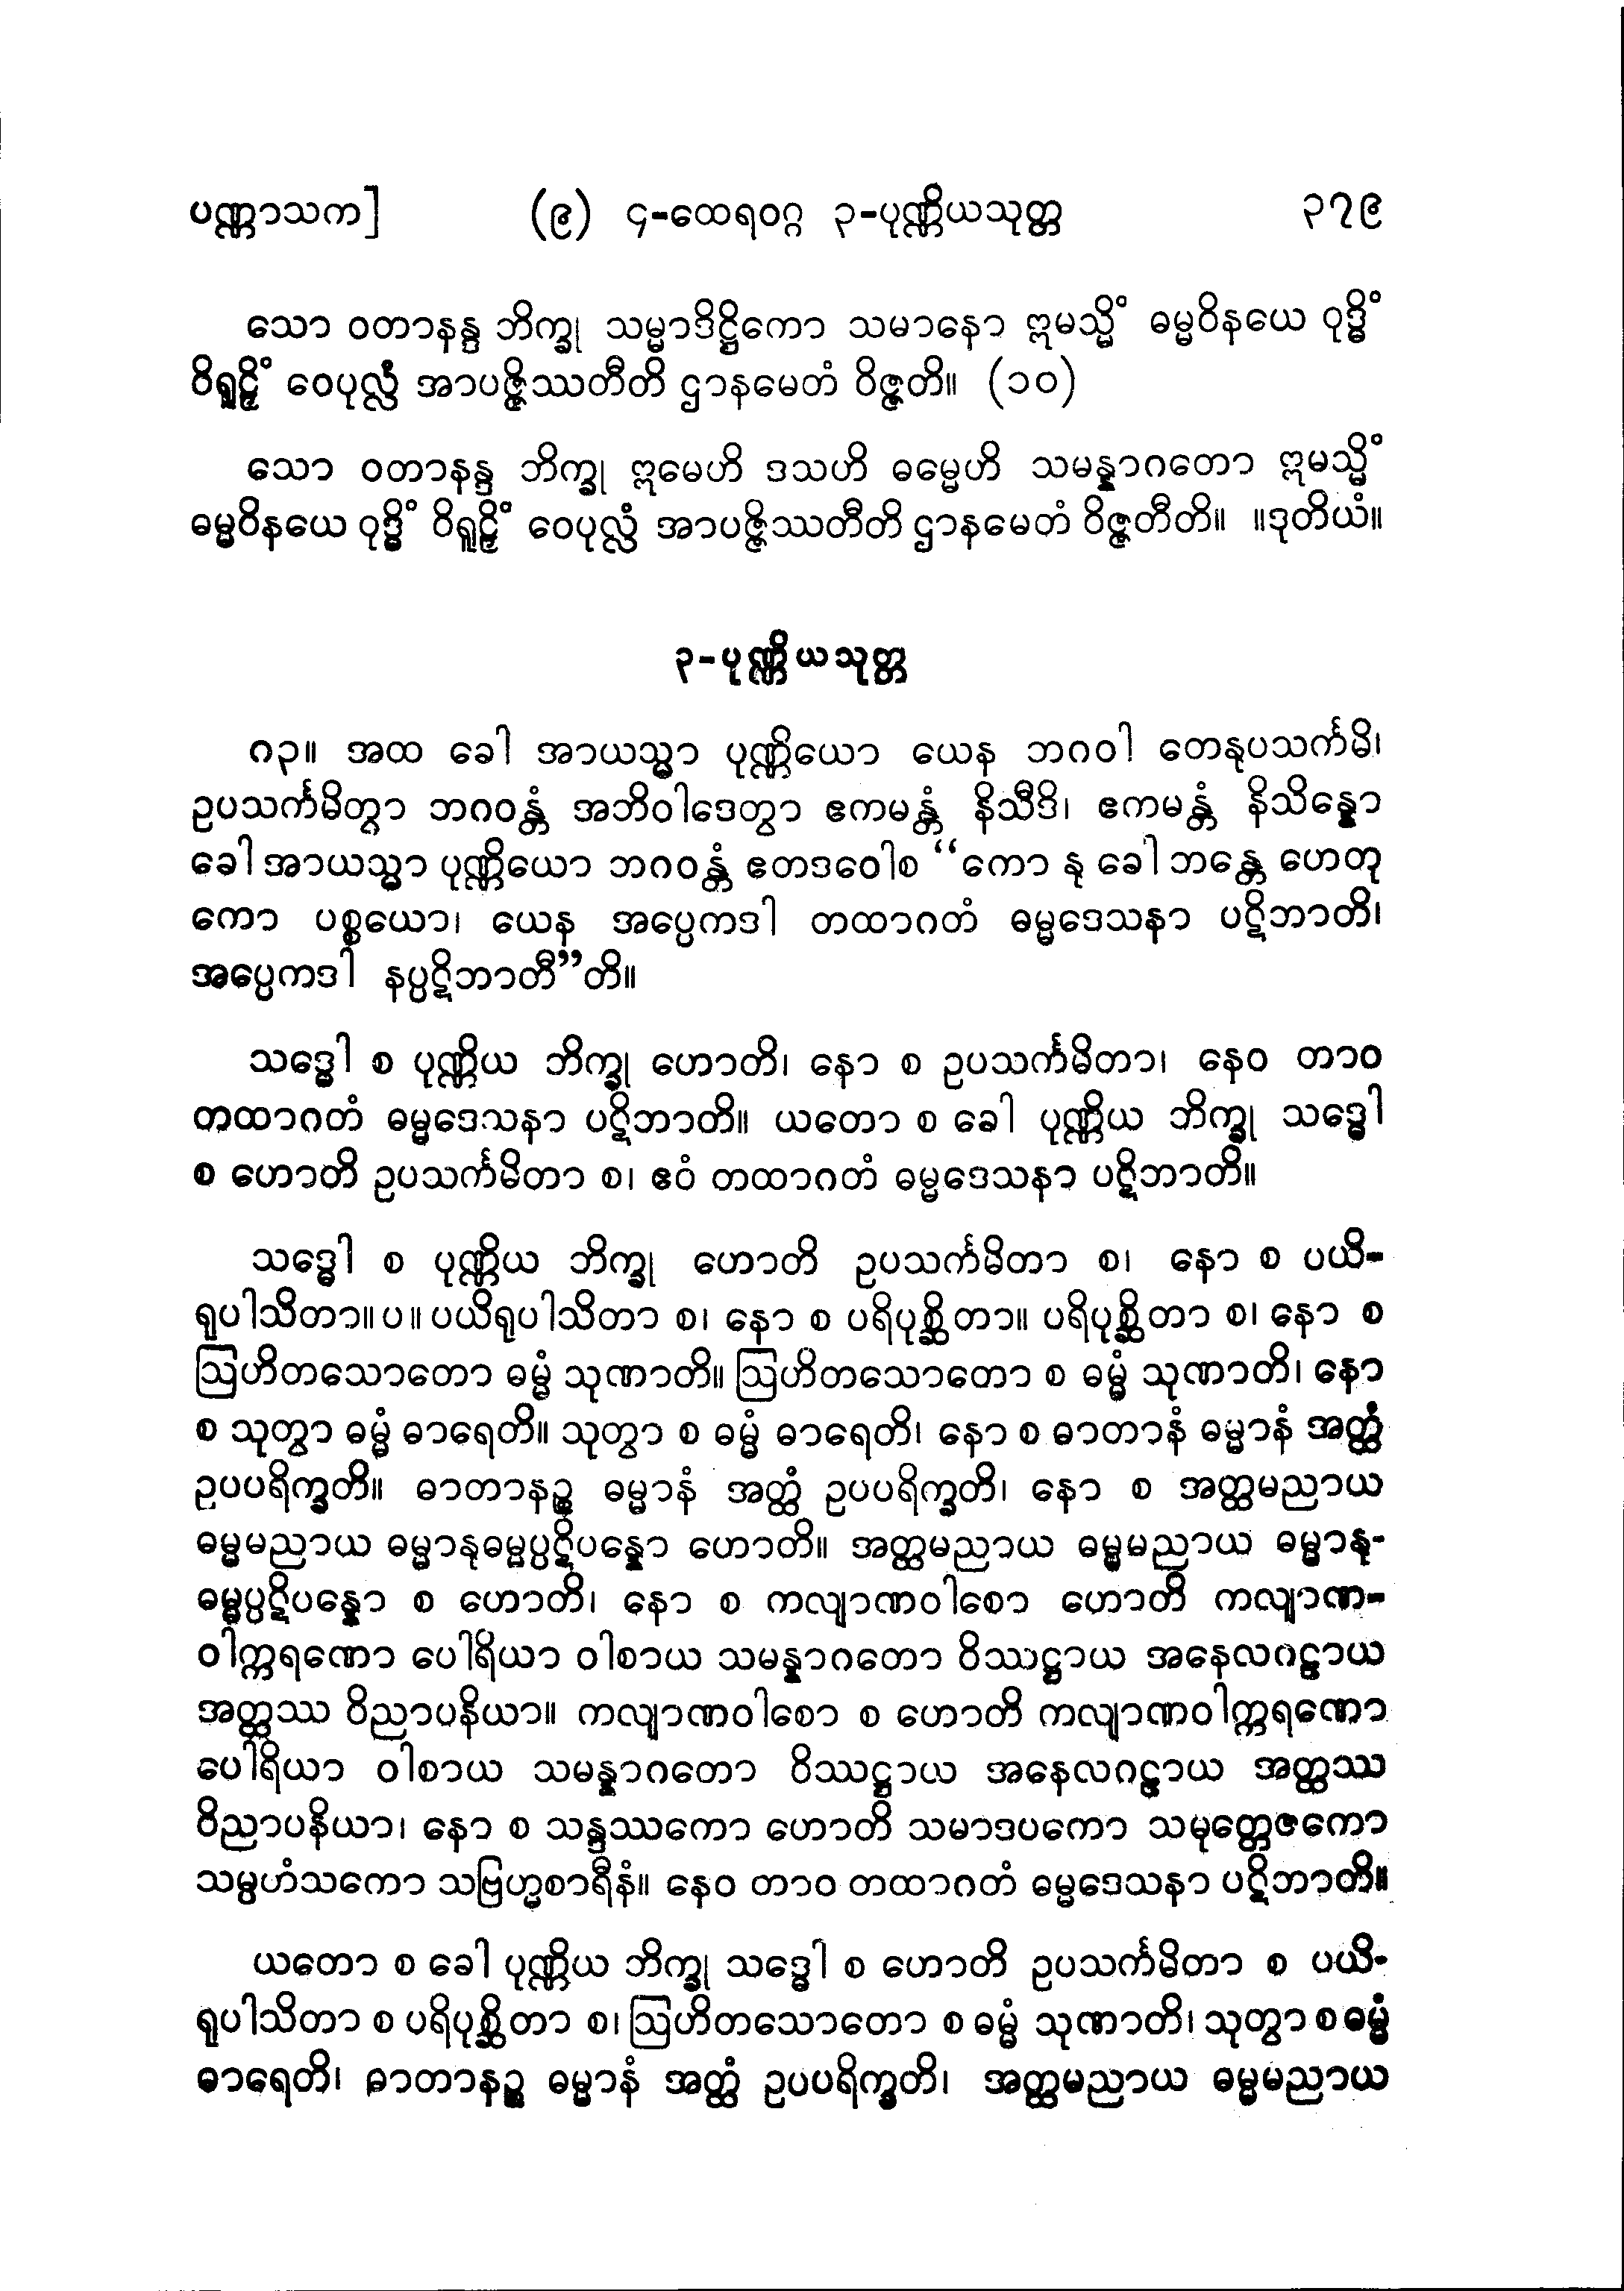 ပဏ္ဏာသက]	(၉) ၄-ထေရဝဂ္ဂ ၃-ပုဏ္ဏိယသုတ္တ	၃၇၉
သော ဝတာနန္ဒ ဘိက္ခု သမ္မာဒိဋ္ဌိကော သမာနော ဣမသ္မိံ ဓမ္မဝိနယေ ဝုဒ္ဓိံ
ဝိရူဠှိံ ဝေပုလ္လံ အာပဇ္ဇိဿတီတိ ဌာနမေတံ ဝိဇ္ဇတိ။ (၁၀)
သော ဝတာနန္ဒ ဘိက္ခု ဣမေဟိ ဒသဟိ ဓမ္မေဟိ သမန္နာဂတော ဣမသ္မိံ
ဓမ္မဝိနယေ ဝုဒ္ဓိံ ဝိရူဠှိံ ဝေပုလ္လံ အာပဇ္ဇိဿတီတိ ဌာနမေတံ ဝိဇ္ဇတီတိ။ ။ဒုတိယံ။
၃-ပုဏ္ဏိယသုတ္တ
၈၃။ အထ ခေါ အာယသ္မာ ပုဏ္ဏိယော ယေန ဘဂဝါ တေနုပသင်္ကမိ၊
ဥပသင်္ကမိတွာ ဘဂဝန္တံ အဘိဝါဒေတွာ ဧကမန္တံ နိသီဒိ၊ ဧကမန္တံ နိသိန္နော
ခေါ အာယသ္မာ ပုဏ္ဏိယော ဘဂဝန္တံ ဧတဒဝေါစ “ကော နု ခေါ ဘန္တေ ဟေတု
ကော ပစ္စယော၊ ယေန အပ္ပေကဒါ တထာဂတံ ဓမ္မဒေသနာ ပဋိဘာတိ၊
အပ္ပေကဒါ နပ္ပဋိဘာတီ”တိ။
သဒ္ဓေါ စ ပုဏ္ဏိယ ဘိက္ခု ဟောတိ၊ နော စ ဥပသင်္ကမိတာ၊ နေဝ တာဝ
တထာဂတံ ဓမ္မဒေသနာ ပဋိဘာတိ။ ယတော စ ခေါ ပုဏ္ဏိယ ဘိက္ခု သဒ္ဓေါ
စ ဟောတိ ဥပသင်္ကမိတာ စ၊ ဧဝံ တထာဂတံ ဓမ္မဒေသနာ ပဋိဘာတိ။
သဒ္ဓေါ စ ပုဏ္ဏိယ ဘိက္ခု ဟောတိ ဥပသင်္ကမိတာ စ၊ နော စ ပယိ-
ရုပါသိတာ။ပ။ ပယိရုပါသိတာ စ၊ နော စ ပရိပုစ္ဆိတာ။ ပရိပုစ္ဆိတာ စ၊ နော စ
ဩဟိတသောတော ဓမ္မံ သုဏာတိ။ ဩဟိတသောတော စ ဓမ္မံ သုဏာတိ၊ နော
စ သုတွာ ဓမ္မံ ဓာရေတိ။ သုတွာ စ ဓမ္မံ ဓာရေတိ၊ နော စ ဓာတာနံ ဓမ္မာနံ အတ္ထံ
ဥပပရိက္ခတိ။ ဓာတာနဉ္စ ဓမ္မာနံ အတ္ထံ ဥပပရိက္ခတိ၊ နော စ အတ္ထမညာယ
ဓမ္မမညာယ ဓမ္မာနုဓမ္မပ္ပဋိပန္နော ဟောတိ။ အတ္ထမညာယ ဓမ္မမညာယ ဓမ္မာနု-
ဓမ္မပ္ပဋိပန္နော စ ဟောတိ၊ နော စ ကလျာဏဝါစော ဟောတိ ကလျာဏ-
ဝါက္ကရဏော ပေါရိယာ ဝါစာယ သမန္နာဂတော ဝိဿဋ္ဌာယ အနေလဂဠာယ
အတ္ထဿ ဝိညာပနိယာ။ ကလျာဏဝါစော စ ဟောတိ ကလျာဏဝါက္ကရဏော
ပေါရိယာ ဝါစာယ သမန္နာဂတော ဝိဿဋ္ဌာယ အနေလဂဠာယ အတ္ထဿ
ဝိညာပနိယာ၊ နော စ သန္ဒဿကော ဟောတိ သမာဒပကော သမုတ္တေဇကော
သမ္ပဟံသကော သဗြဟ္မစာရီနံ။ နေဝ တာဝ တထာဂတံ ဓမ္မဒေသနာ ပဋိဘာတိ။
ယတော စ ခေါ ပုဏ္ဏိယ ဘိက္ခု သဒ္ဓေါ စ ဟောတိ ဥပသင်္ကမိတာ စ ပယိ-
ရုပါသိတာ စ ပရိပုစ္ဆိတာ စ၊ ဩဟိတသောတော စ ဓမ္မံ သုဏာတိ၊ သုတွာ စ ဓမ္မံ
ဓာရေတိ၊ ဓာတာနဉ္စ ဓမ္မာနံ အတ္ထံ ဥပပရိက္ခတိ၊ အတ္ထမညာယ ဓမ္မမညာယ